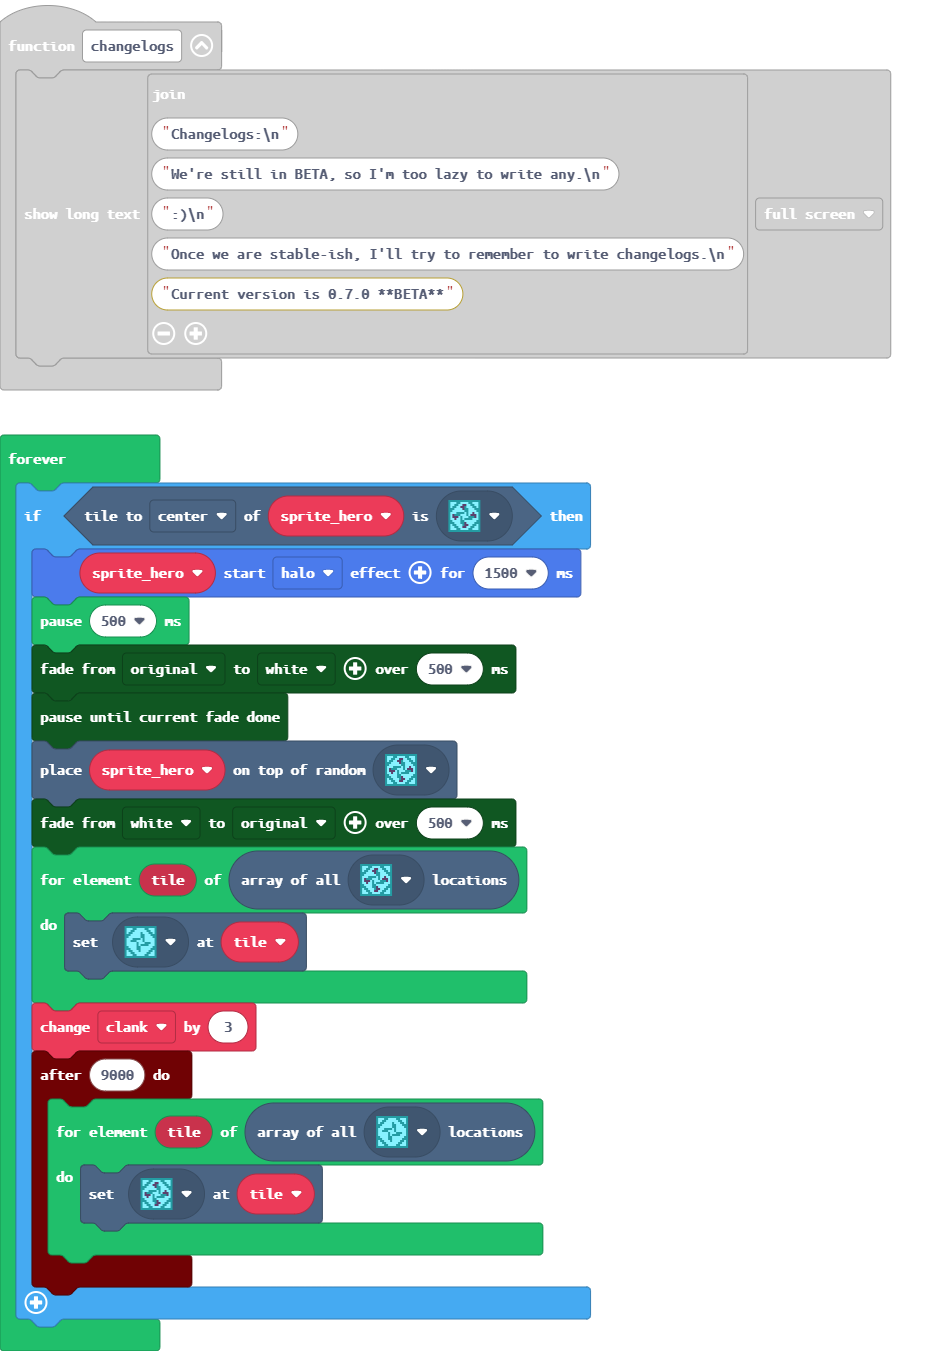 function changelogs
join
"Changelogs:\n"
"We're still in BETA, so I'm too lazy to write any.\n"
show long text ":)\n" full screen
"Once we are stable-ish, I'll try to remember to write changelogs.\n"
"Current version is 0.7.0 **BETA**"
forever
if tile to center of sprite_hero is then
sprite_hero start halo effect for 1500 ms
pause 500 ms
fade from original to white over 500 ms
pause until current fade done
place sprite_hero on top of random
fade from white to original over 500 ms
for element tile of array of all locations
do
set at tile
change clank by 3
after 9000 do
for element tile of array of all locations
do
set at tile